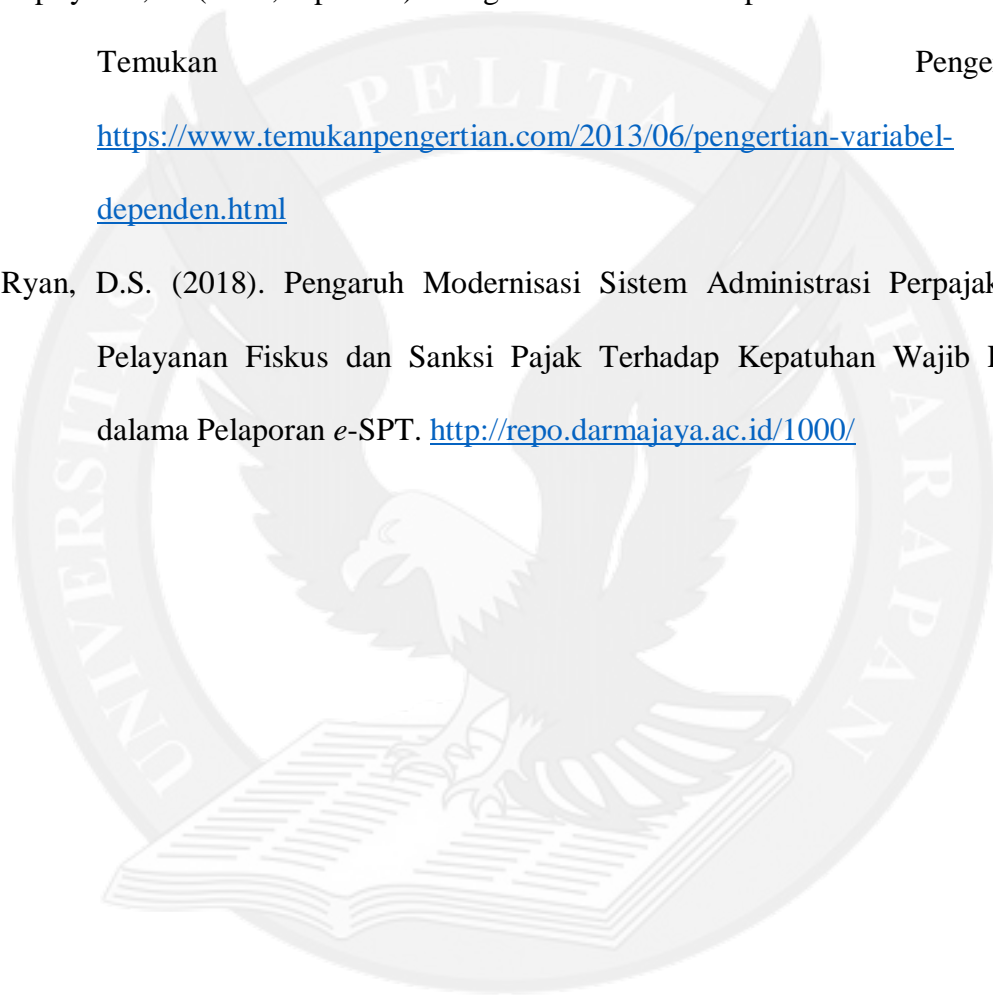 Temukan Penge
https://www.temukanpengertian.com/2013/06/pengertian-variabel-
dependen.html
Ryan, D.S. (2018). Pengaruh Modernisasi Sistem Administrasi Perpajak
Pelayanan Fiskus dan Sanksi Pajak Terhadap Kepatuhan Wajib
dalama Pelaporan e-SPT. http://repo.darmajaya.ac.id/1000/
UNIVERSITAS PELITA HARAPAN